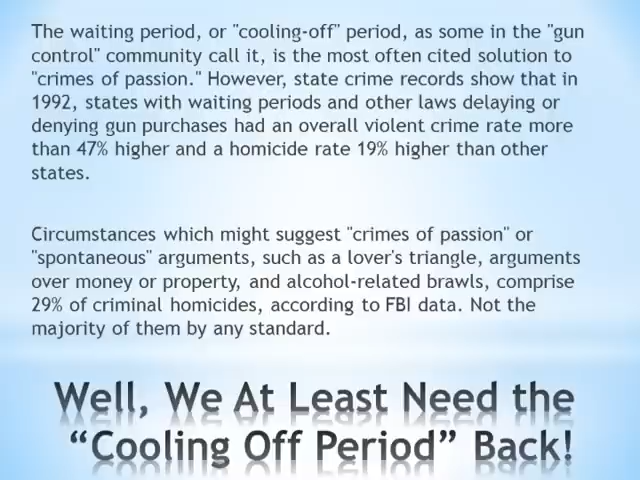 The waiting period, or "cooling-off" period, as some in the "gun
control" community call it, is the most often cited solution to
"crimes of passion." However, state crime records show that in
1992, states with waiting periods and other laws delaying or
denying gun purchases had an overall violent crime rate more
than 47% higher and a homicide rate 19% higher than other
states.
Circumstances which might suggest "crimes of passion" or
"spontaneous" arguments, such as a lover's triangle, arguments
over money or property, and alcohol-related brawls, comprise
29% of criminal homicides, according to FBI data. Not the
majority of them by any standard.
Well, We At Least Need the
“Cooling Off Period” Back!